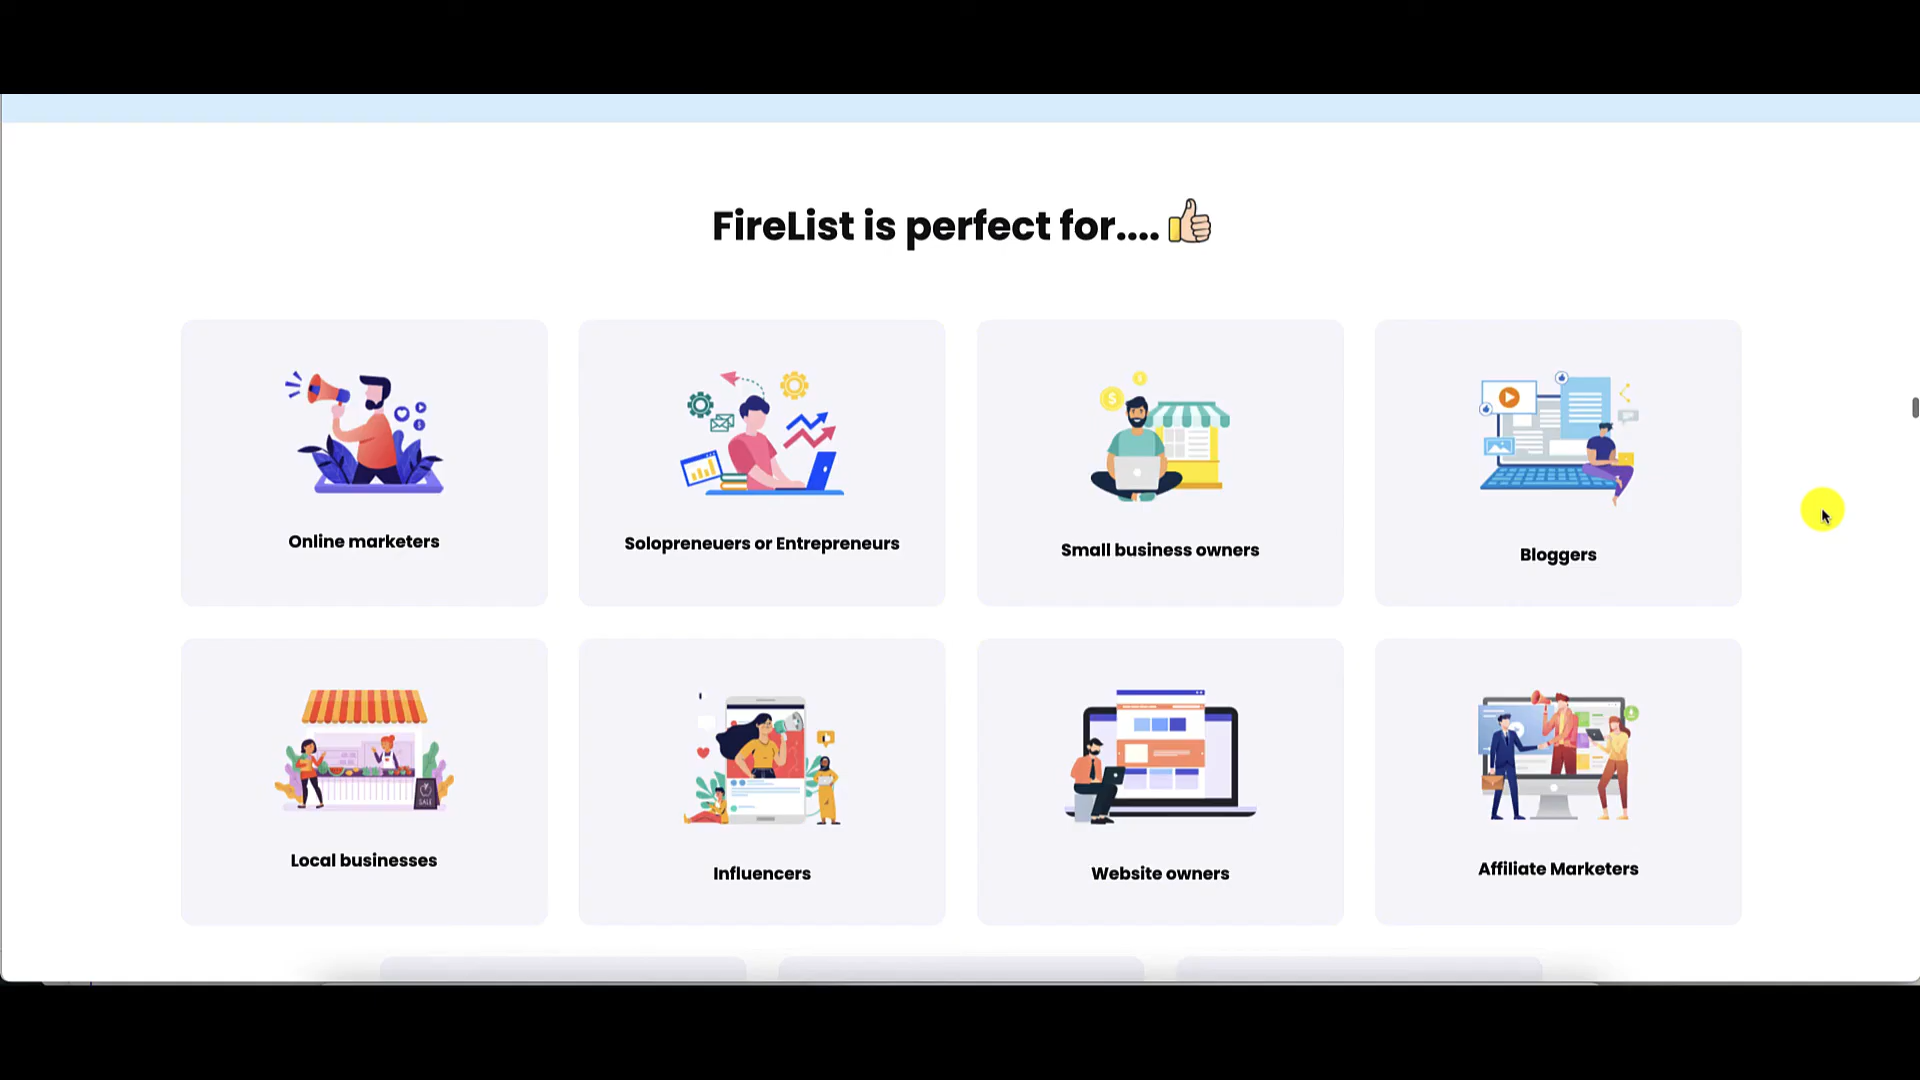 FireList is perfect for.... 👍
Online marketers
Solopreneuers or Entrepreneurs
Small business owners
Bloggers
SALE
Local businesses
Influencers
Website owners
Affiliate Marketers